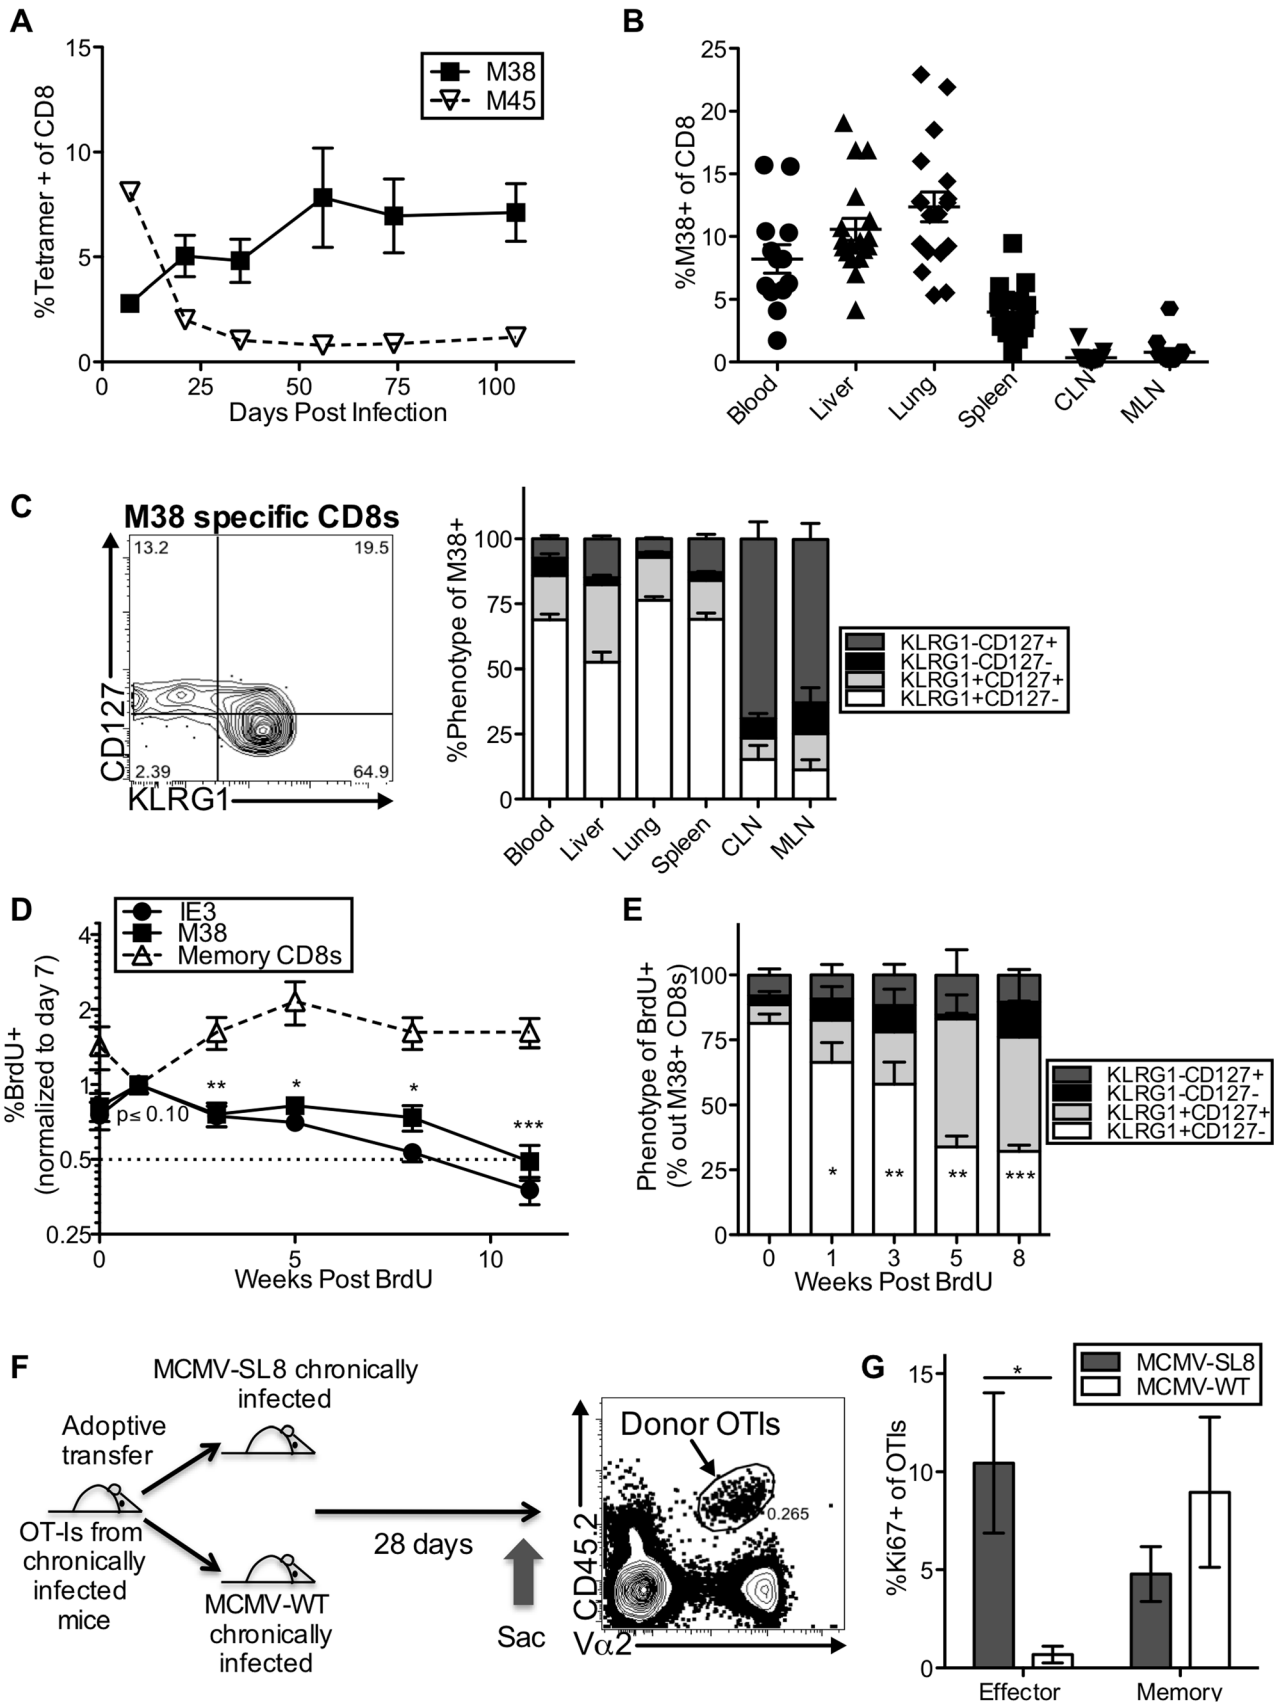 A
%Tetramer + of CD8
15
10
5
0
0 25 50 75 100
Days Post Infection
M38
M45
B
%M38+ of CD8
25
20
15
10
5
0
Blood
Liver
Lung
Spleen
CLN
MLN
C
M38 specific CD8s
13.2 19.5
2.39 64.9
CD127
KLRG1
%Phenotype of M38+
100
75
50
25
0
Blood
Liver
Lung
Spleen
CLN
MLN
KLRG1-CD127+
KLRG1-CD127-
KLRG1+CD127+
KLRG1+CD127-
D
IE3
M38
Memory CD8s
%BrdU+
(normalized to day 7)
4
2
1
0.5
0.25
p≤ 0.10
** * * ***
0 5 10
Weeks Post BrdU
E
Phenotype of BrdU+
(% out M38+ CD8s)
100
75
50
25
0
* ** ** ***
0 1 3 5 8
Weeks Post BrdU
KLRG1-CD127+
KLRG1-CD127-
KLRG1+CD127+
KLRG1+CD127-
F
MCMV-SL8 chronically
infected
Adoptive
transfer
OT-Is from
chronically
infected
mice
MCMV-WT
chronically
infected
28 days
Sac
Donor OTIs
0.265
CD45.2
Vα2
G
MCMV-SL8
MCMV-WT
%Ki67+ of OTIs
15
10
5
0
*
Effector Memory